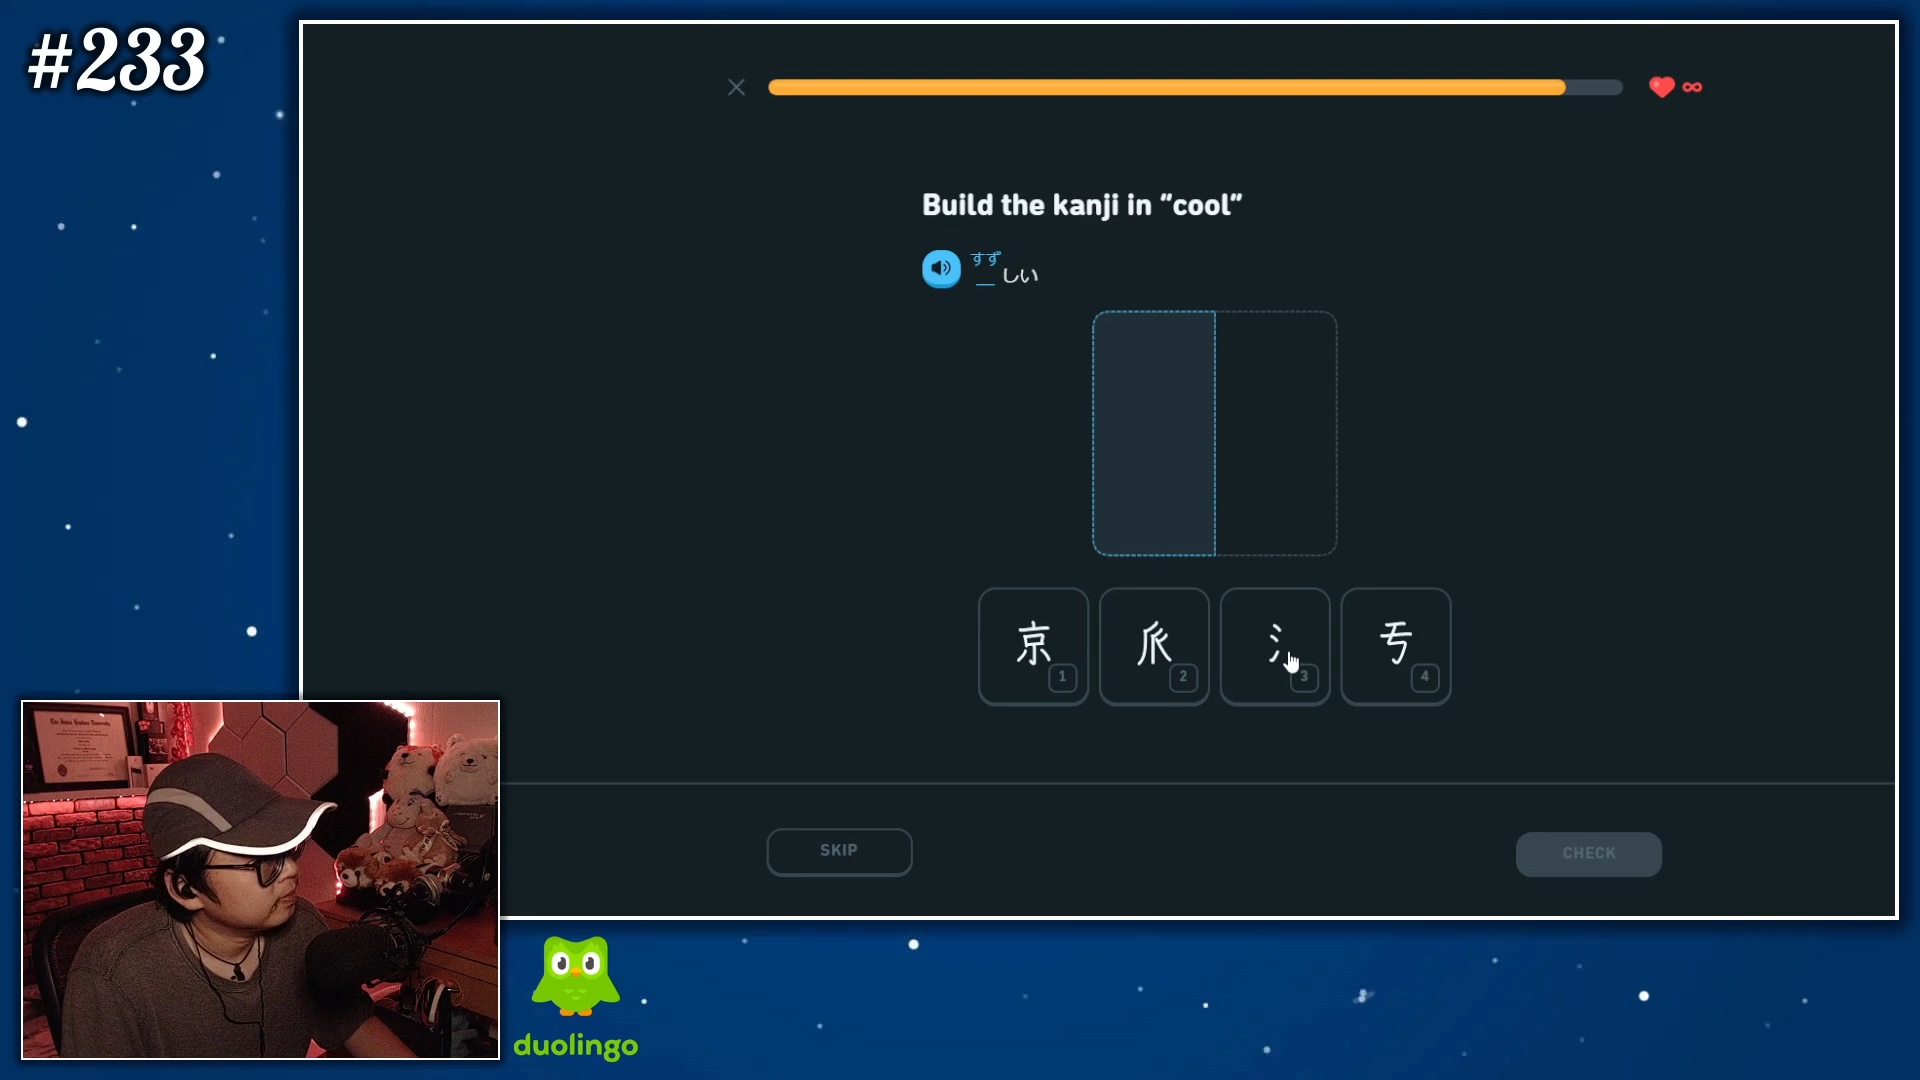 #233
∞
Build the kanji in “cool”
すず
しい
京
1
𠂢
2
氵
3
丂
4
SKIP
CHECK
duolingo